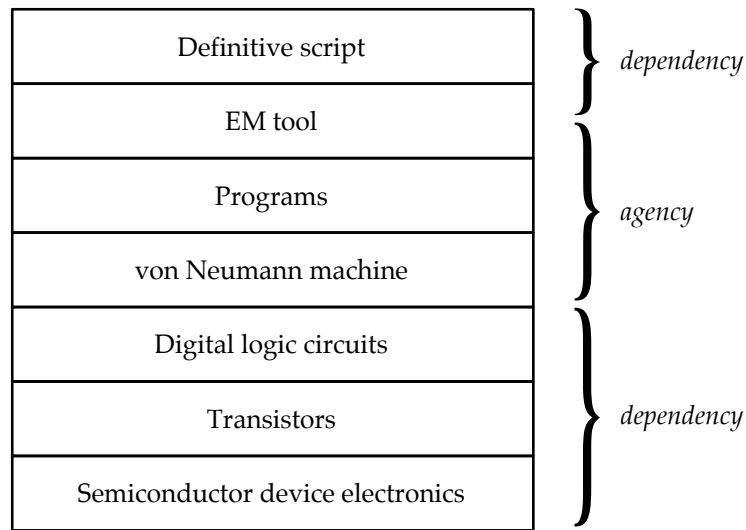 Definitive script
dependency
EM tool
Programs
agency
von Neumann machine
Digital logic circuits
Transistors
dependency
Semiconductor device electronics